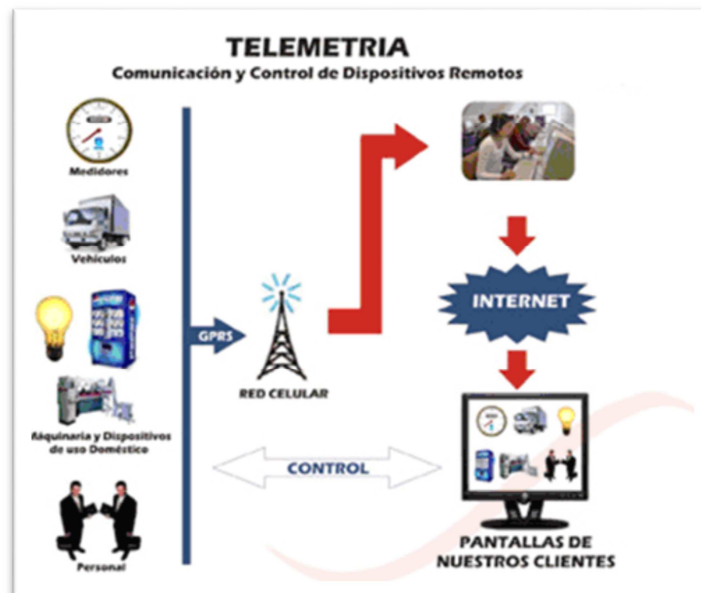 TELEMETRIA
Comunicación y Control de Dispositivos Remotos
Medidores
Vehículos
GPRS
RED CELULAR
INTERNET
Máquinaria y Dispositivos
de uso Doméstico
CONTROL
Personal
PANTALLAS DE
NUESTROS CLIENTES